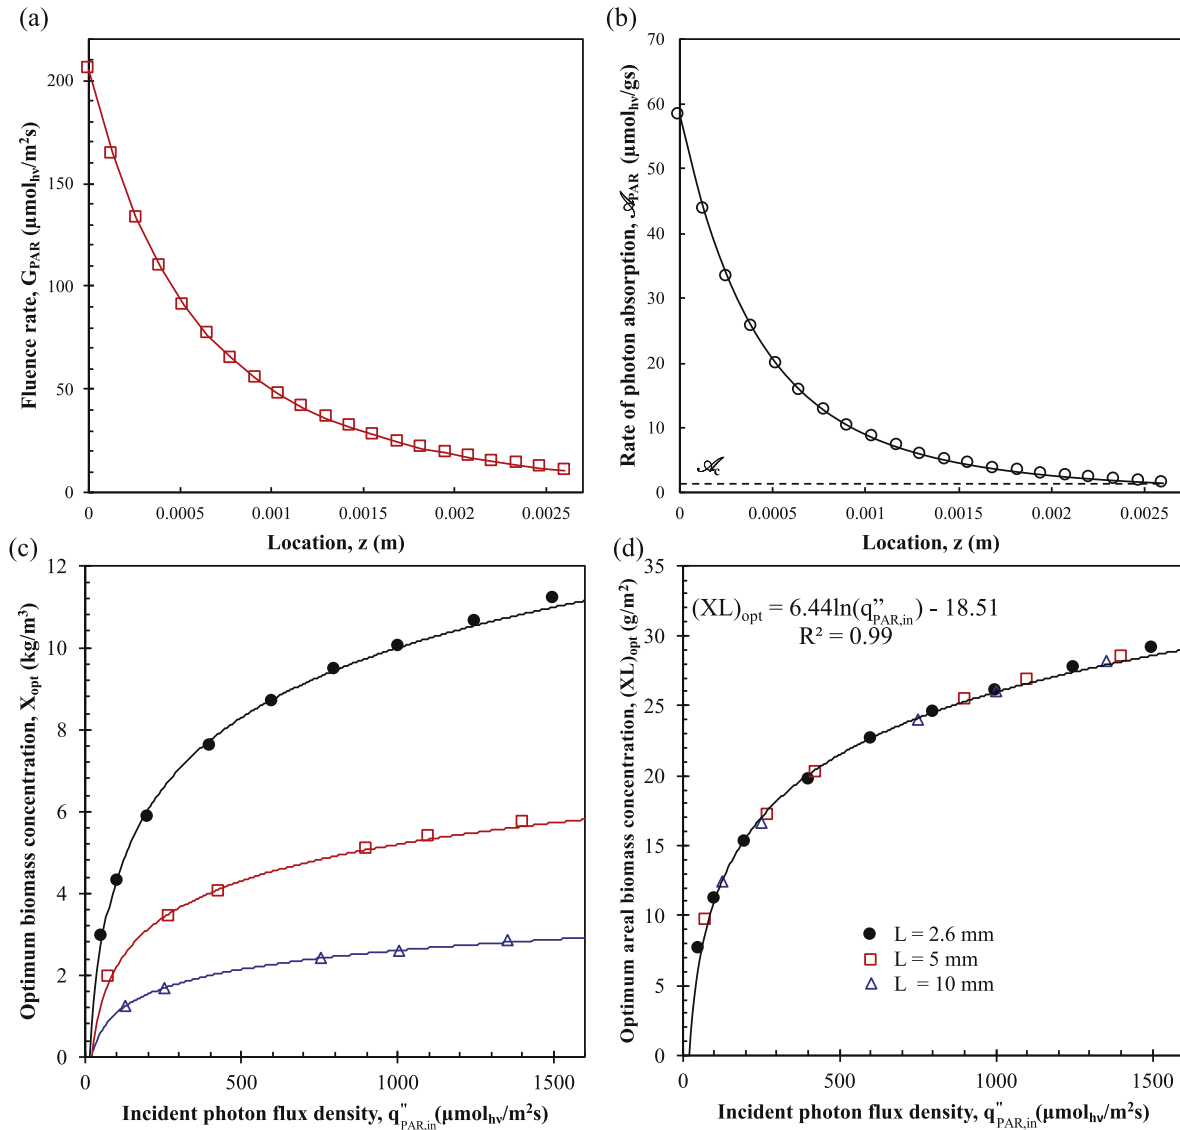 (a)
Fluence rate, G_PAR (μmol_hν/m²s)
200
150
100
50
0
0 0.0005 0.001 0.0015 0.002 0.0025
Location, z (m)
(b)
Rate of photon absorption, 𝒜_PAR (μmol_hν/gs)
70
60
50
40
30
20
10
0
𝒜_c
0 0.0005 0.001 0.0015 0.002 0.0025
Location, z (m)
(c)
Optimum biomass concentration, X_opt (kg/m³)
12
10
8
6
4
2
0
0 500 1000 1500
Incident photon flux density, q"_PAR,in (μmol_hν/m²s)
(d)
Optimum areal biomass concentration, (XL)_opt (g/m²)
35
30
25
20
15
10
5
0
(XL)_opt = 6.44ln(q"_PAR,in) - 18.51
R² = 0.99
L = 2.6 mm
L = 5 mm
L = 10 mm
0 500 1000 1500
Incident photon flux density, q"_PAR,in (μmol_hν/m²s)